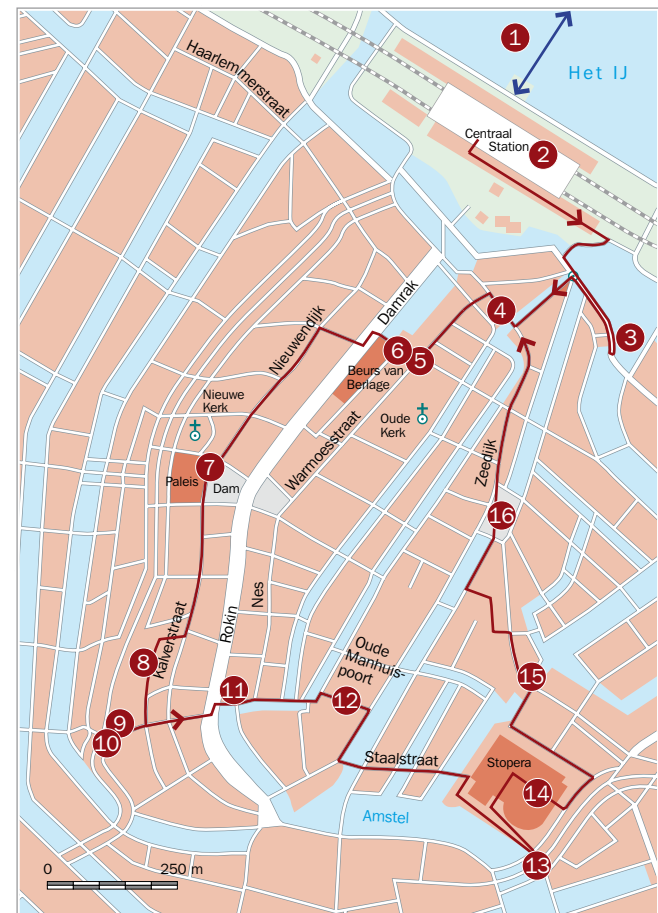 1
Het IJ
Haarlemmerstraat
Centraal
Station
2
3
4
Damrak
Nieuwendijk
6
5
Beurs van
Berlage
Nieuwe
Kerk
Oude
Kerk
Warmoesstraat
Zeedijk
7
Paleis
Dam
16
Nes
Rokin
Kalverstraat
8
Oude
Manhuis-
poort
15
11
12
9
10
Staalstraat
Stopera
14
Amstel
13
0
250 m